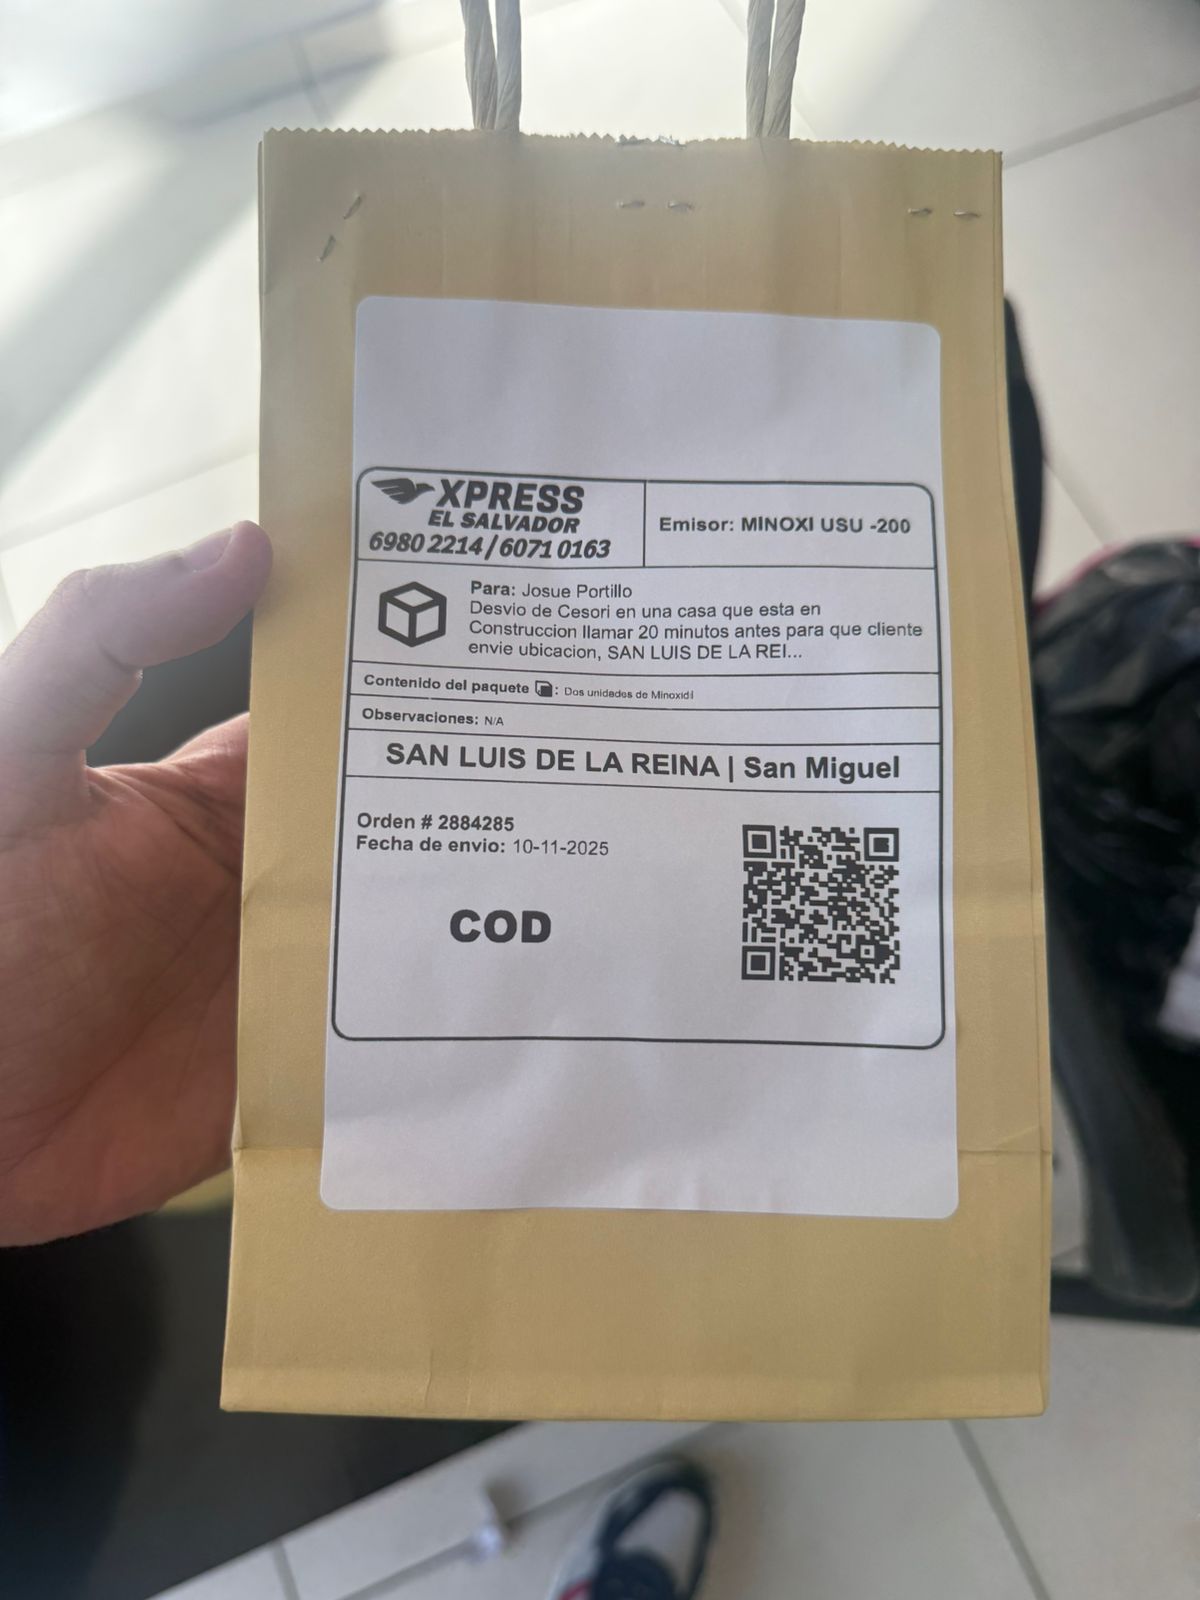 XPRESS
EL SALVADOR
6980 2214 / 6071 0163
Emisor: MINOXI USU -200
Para: Josue Portillo
Desvio de Cesori en una casa que esta en
Construccion llamar 20 minutos antes para que cliente
envie ubicacion, SAN LUIS DE LA REI...
Contenido del paquete : Dos unidades de Minoxidil
Observaciones: N/A
SAN LUIS DE LA REINA | San Miguel
Orden # 2884285
Fecha de envio: 10-11-2025
COD